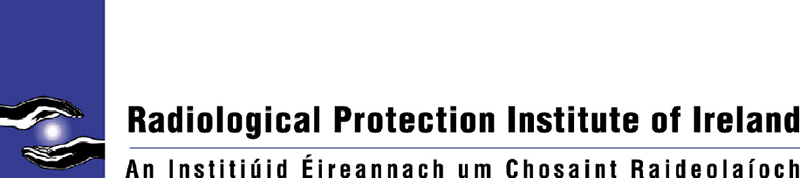 Radiological Protection Institute of Ireland
An Institiúid Éireannach um Chosaint Raideolaíoch